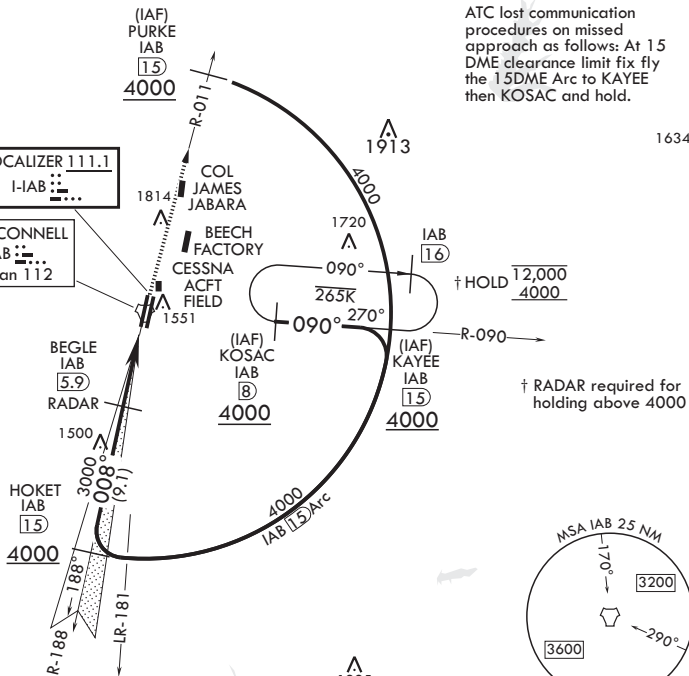 (IAF)
PURKE
IAB
15
4000
ATC lost communication
procedures on missed
approach as follows: At 15
DME clearance limit fix fly
the 15DME Arc to KAYEE
then KOSAC and hold.
R-011
1913
1634
111.1
I-IAB
COL
JAMES
JABARA
1814
4000
BEECH
FACTORY
1720
IAB
16
112
CESSNA
ACFT
FIELD
1551
090°
265K
† HOLD
12,000
4000
090°
270°
R-090
(IAF)
KOSAC
IAB
8
4000
(IAF)
KAYEE
IAB
15
4000
BEGLE
IAB
5.9
RADAR
† RADAR required for
holding above 4000
1500
3000
008°
(9.1)
HOKET
IAB
15
4000
4000
IAB 15 Arc
188°
R-188
LR-181
MSA IAB 25 NM
170°
3200
290°
3600